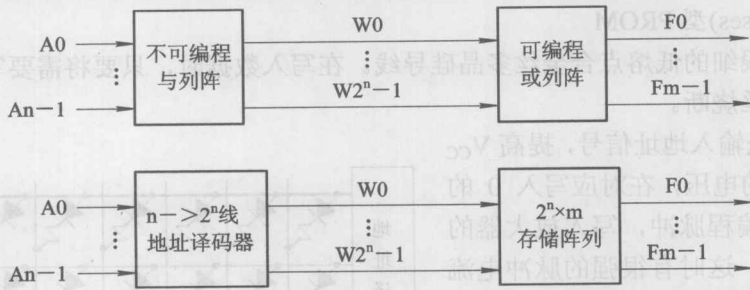 A0
⋮
An-1
不可编程
与列阵
W0
⋮
W2ⁿ-1
可编程
或列阵
F0
⋮
Fm-1
A0
⋮
An-1
n->2ⁿ线
地址译码器
W0
⋮
W2ⁿ-1
2ⁿ×m
存储阵列
F0
⋮
Fm-1